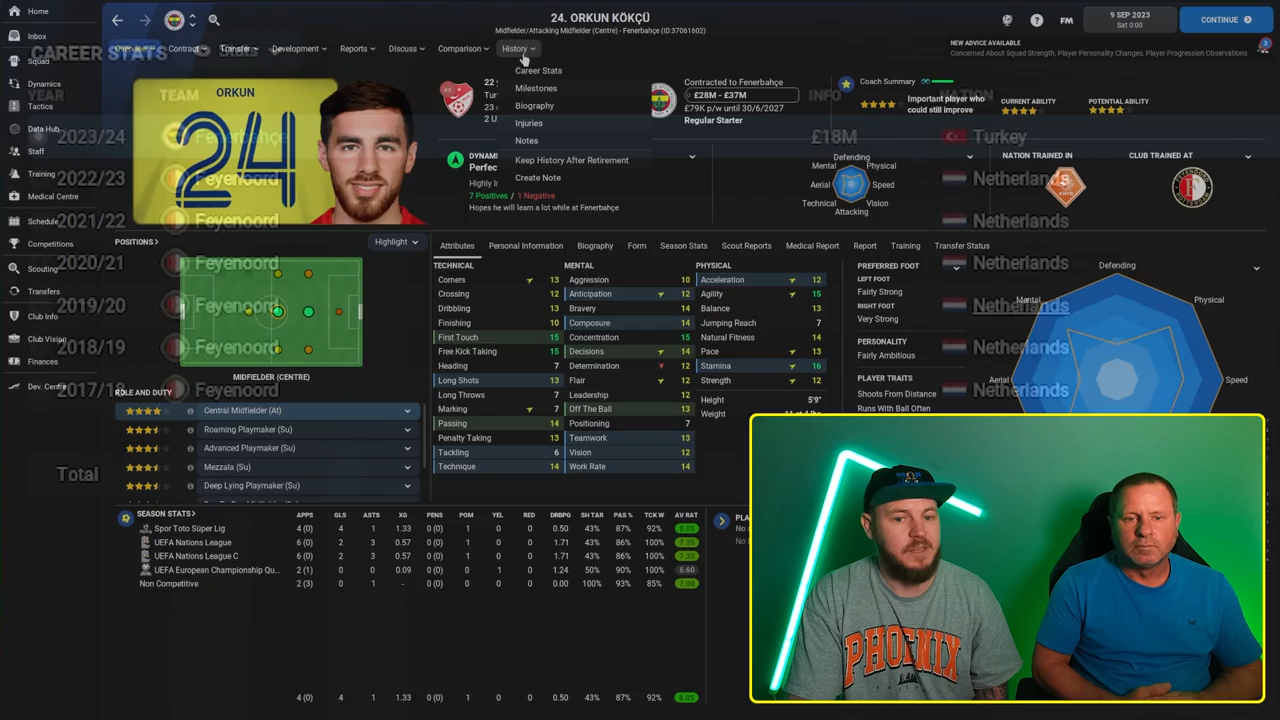 Home
24. ORKUN KÖKÇÜ
Midfielder/Attacking Midfielder (Centre) - Fenerbahçe (ID:37061602)
FM
9 SEP 2023
Sat 0:00
CONTINUE
Inbox
Squad
Dynamics
Tactics
Data Hub
Staff
Training
Medical Centre
Schedule
Competitions
Scouting
Transfers
Club Info
Club Vision
Finances
Dev. Centre
Overview
Contract
Transfer
Development
Reports
Discuss
Comparison
History
NEW ADVICE AVAILABLE
Concerned About Squad Strength, Player Personality Changes, Player Progression Observations
3
CAREER STATS
Stats
YEAR
TEAM
INFO
NATION
2023/24
Fenerbahçe
£18M
Turkey
2022/23
Feyenoord
Netherlands
2021/22
Feyenoord
Netherlands
2020/21
Feyenoord
Netherlands
2019/20
Feyenoord
Netherlands
2018/19
Feyenoord
Netherlands
2017/18
Feyenoord
Netherlands
Total
Career Stats
Milestones
Biography
Injuries
Notes
Keep History After Retirement
Create Note
ORKUN
24
22
Tur
23
2 U
Contracted to Fenerbahçe
£28M - £37M
£79K p/w until 30/6/2027
Regular Starter
Coach Summary
Important player
who could still improve
CURRENT ABILITY
POTENTIAL ABILITY
DYNAM
Perfec
Highly In
7 Positives / 1 Negative
Hopes he will learn a lot while at Fenerbahçe
Defending
Mental
Physical
Aerial
Speed
Technical
Vision
Attacking
NATION TRAINED IN
CLUB TRAINED AT
POSITIONS
Highlight
MIDFIELDER (CENTRE)
ROLE AND DUTY
Central Midfielder (At)
Roaming Playmaker (Su)
Advanced Playmaker (Su)
Mezzala (Su)
Deep Lying Playmaker (Su)
Attributes
Personal Information
Biography
Form
Season Stats
Scout Reports
Medical Report
Report
Training
Transfer Status
TECHNICAL
Corners 13
Crossing 12
Dribbling 13
Finishing 10
First Touch 15
Free Kick Taking 15
Heading 7
Long Shots 13
Long Throws 7
Marking 7
Passing 14
Penalty Taking 13
Tackling 6
Technique 14
MENTAL
Aggression 10
Anticipation 12
Bravery 14
Composure 14
Concentration 15
Decisions 14
Determination 12
Flair 12
Leadership 12
Off The Ball 13
Positioning 7
Teamwork 13
Vision 12
Work Rate 14
PHYSICAL
Acceleration 12
Agility 15
Balance 13
Jumping Reach 7
Natural Fitness 14
Pace 13
Stamina 16
Strength 12
Height 5'9"
Weight
PREFERRED FOOT
LEFT FOOT
Fairly Strong
RIGHT FOOT
Very Strong
PERSONALITY
Fairly Ambitious
PLAYER TRAITS
Shoots From Distance
Runs With Ball Often
Defending
Mental
Physical
Aerial
Speed
SEASON STATS
APPS GLS ASTS XG PENS POM YEL RED DRBPG SH TAR PAS % TCK W AV RAT
Spor Toto Süper Lig 4 (0) 4 1 1.33 0 (0) 1 0 0 0.50 43% 87% 92% 8.05
UEFA Nations League 6 (0) 2 3 0.57 0 (0) 1 0 0 1.71 43% 86% 100% 7.35
UEFA Nations League C 6 (0) 2 3 0.57 0 (0) 1 0 0 1.71 43% 86% 100% 7.35
UEFA European Championship Qu... 2 (1) 0 0 0.09 0 (0) 0 1 0 1.24 50% 93% 100% 6.60
Non Competitive 2 (3) 0 1 - 0 (0) 0 0 0 0.00 100% 93% 85% 7.00
4 (0) 4 1 1.33 0 (0) 1 0 0 0.50 43% 87% 92% 8.05
PLA
No s
No t
PHOENIX